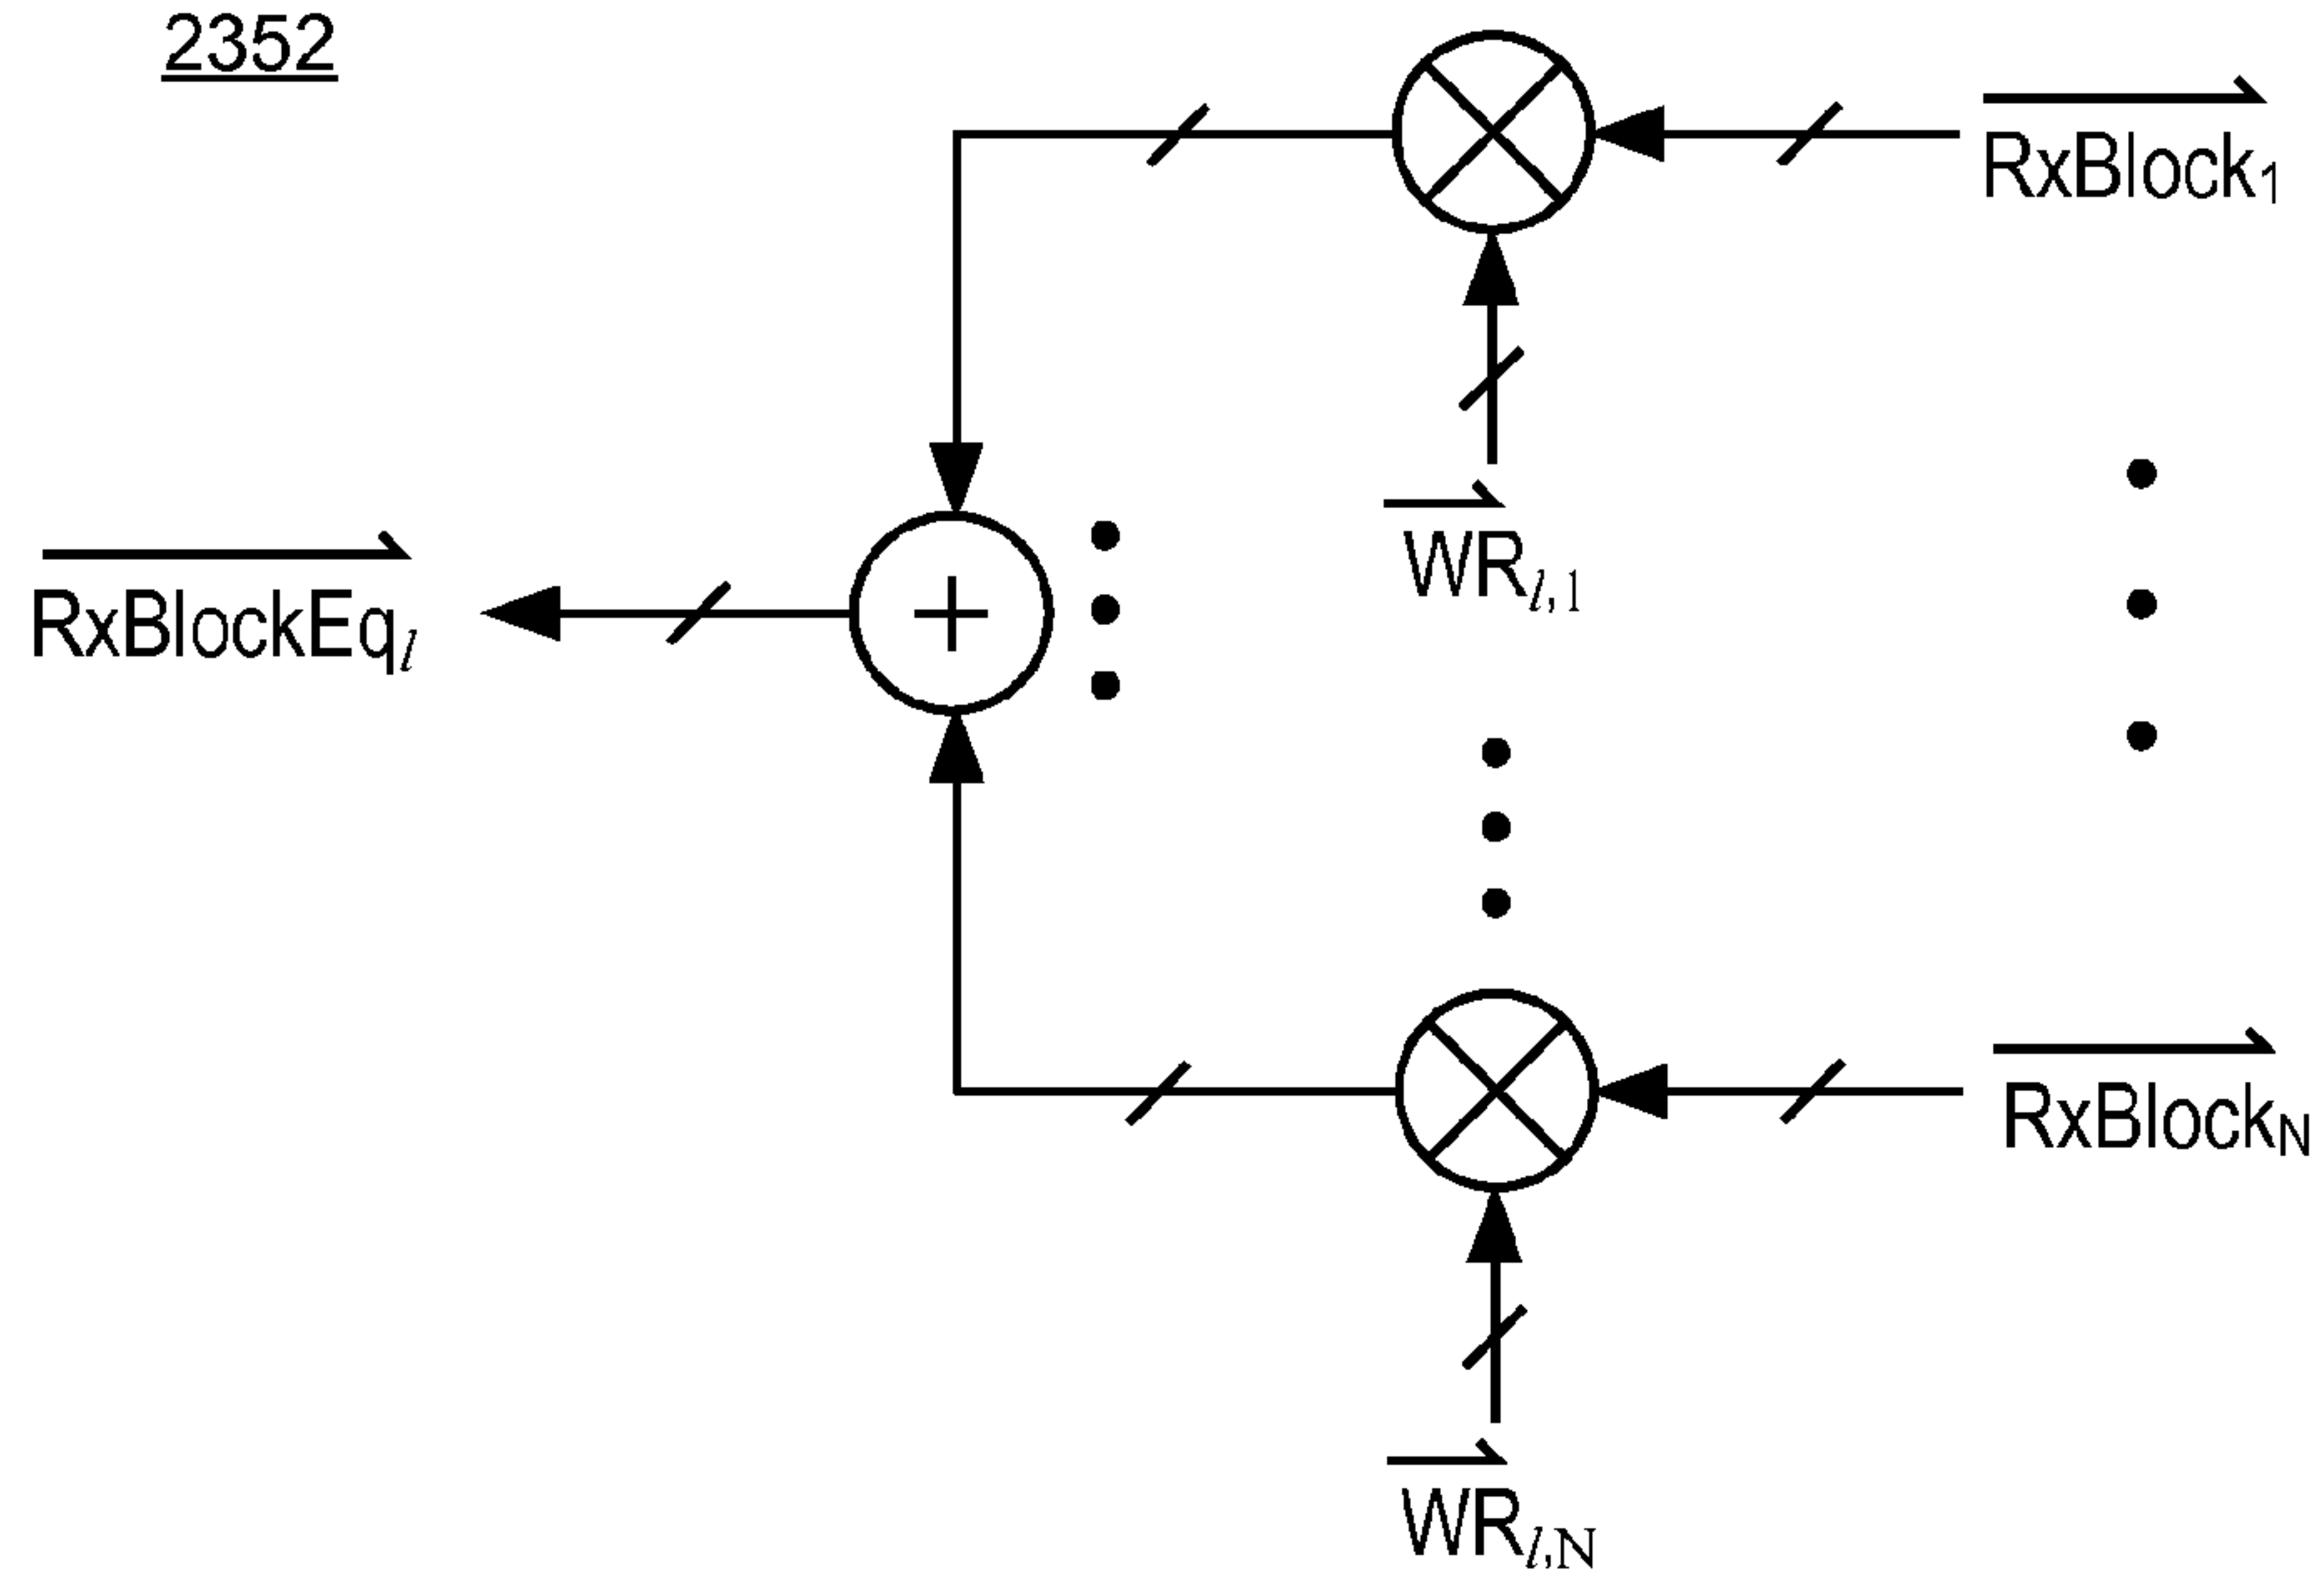 2352
RxBlock1
WRl,1
RxBlockEql
+
RxBlockN
WRl,N